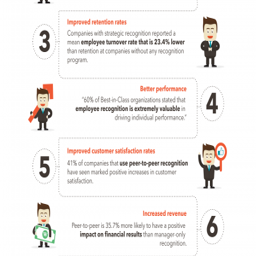 Improved retention rates
3
Companies with strategic recognition reported a
mean employee turnover rate that is 23.4% lower
than retention at companies without any recognition
program.
Better performance
"60% of Best-in-Class organizations stated that
employee recognition is extremely valuable in
driving individual performance."
4
Improved customer satisfaction rates
5
41% of companies that use peer-to-peer recognition
have seen marked positive increases in customer
satisfaction.
Increased revenue
Peer-to-peer is 35.7% more likely to have a positive
impact on financial results than manager-only
recognition.
6